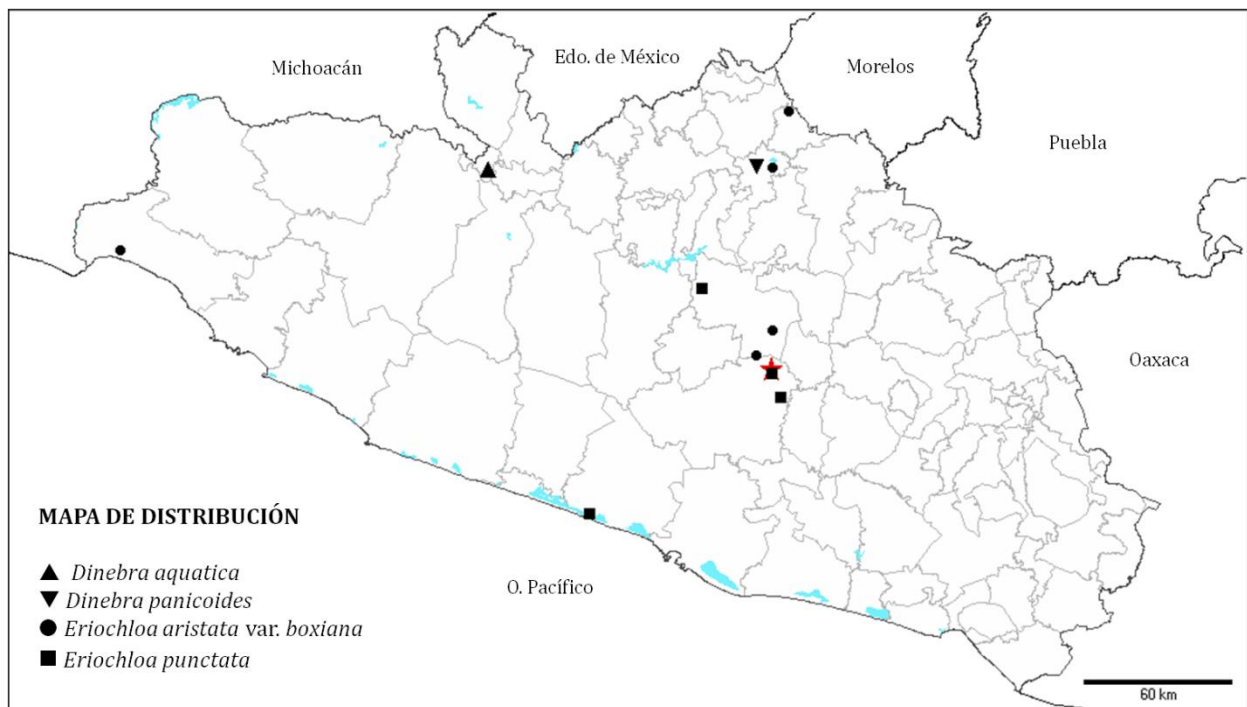 Michoacán
Edo. de México
Morelos
Puebla
Oaxaca
MAPA DE DISTRIBUCIÓN
Dinebra aquatica
Dinebra panicoides
Eriochloa aristata var. boxiana
Eriochloa punctata
O. Pacífico
60 km